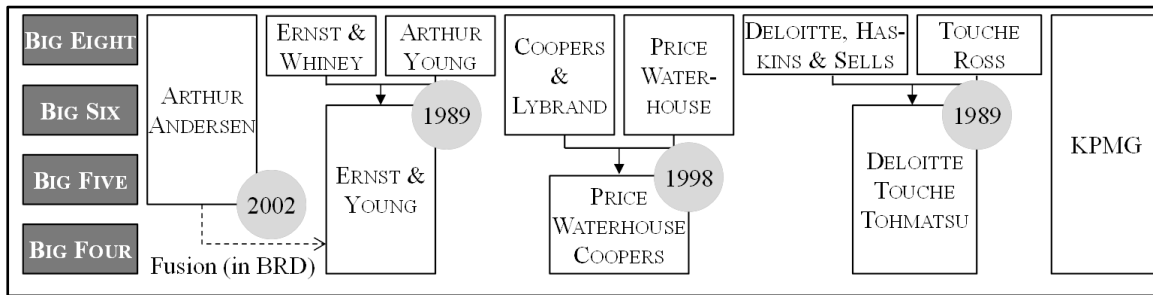 BIG EIGHT
BIG SIX
BIG FIVE
BIG FOUR
ARTHUR
ANDERSEN
2002
Fusion (in BRD)
ERNST &
WHINEY
ARTHUR
YOUNG
1989
ERNST &
YOUNG
COOPERS
&
LYBRAND
PRICE
WATER-
HOUSE
1998
PRICE
WATERHOUSE
COOPERS
DELOITTE, HAS-
KINS & SELLS
TOUCHE
ROSS
1989
DELOITTE
TOUCHE
TOHMATSU
KPMG